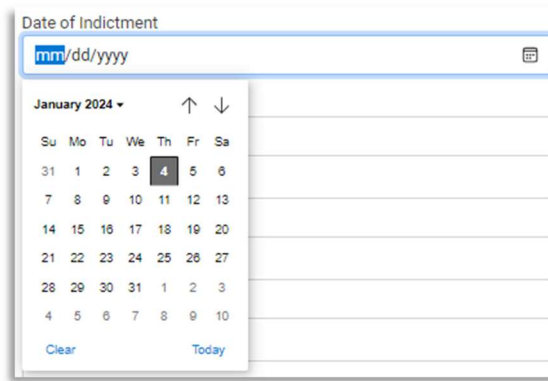 Date of Indictment
mm/dd/yyyy
January 2024
Su Mo Tu We Th Fr Sa
31 1 2 3 4 5 6
7 8 9 10 11 12 13
14 15 16 17 18 19 20
21 22 23 24 25 26 27
28 29 30 31 1 2 3
4 5 6 7 8 9 10
Clear Today